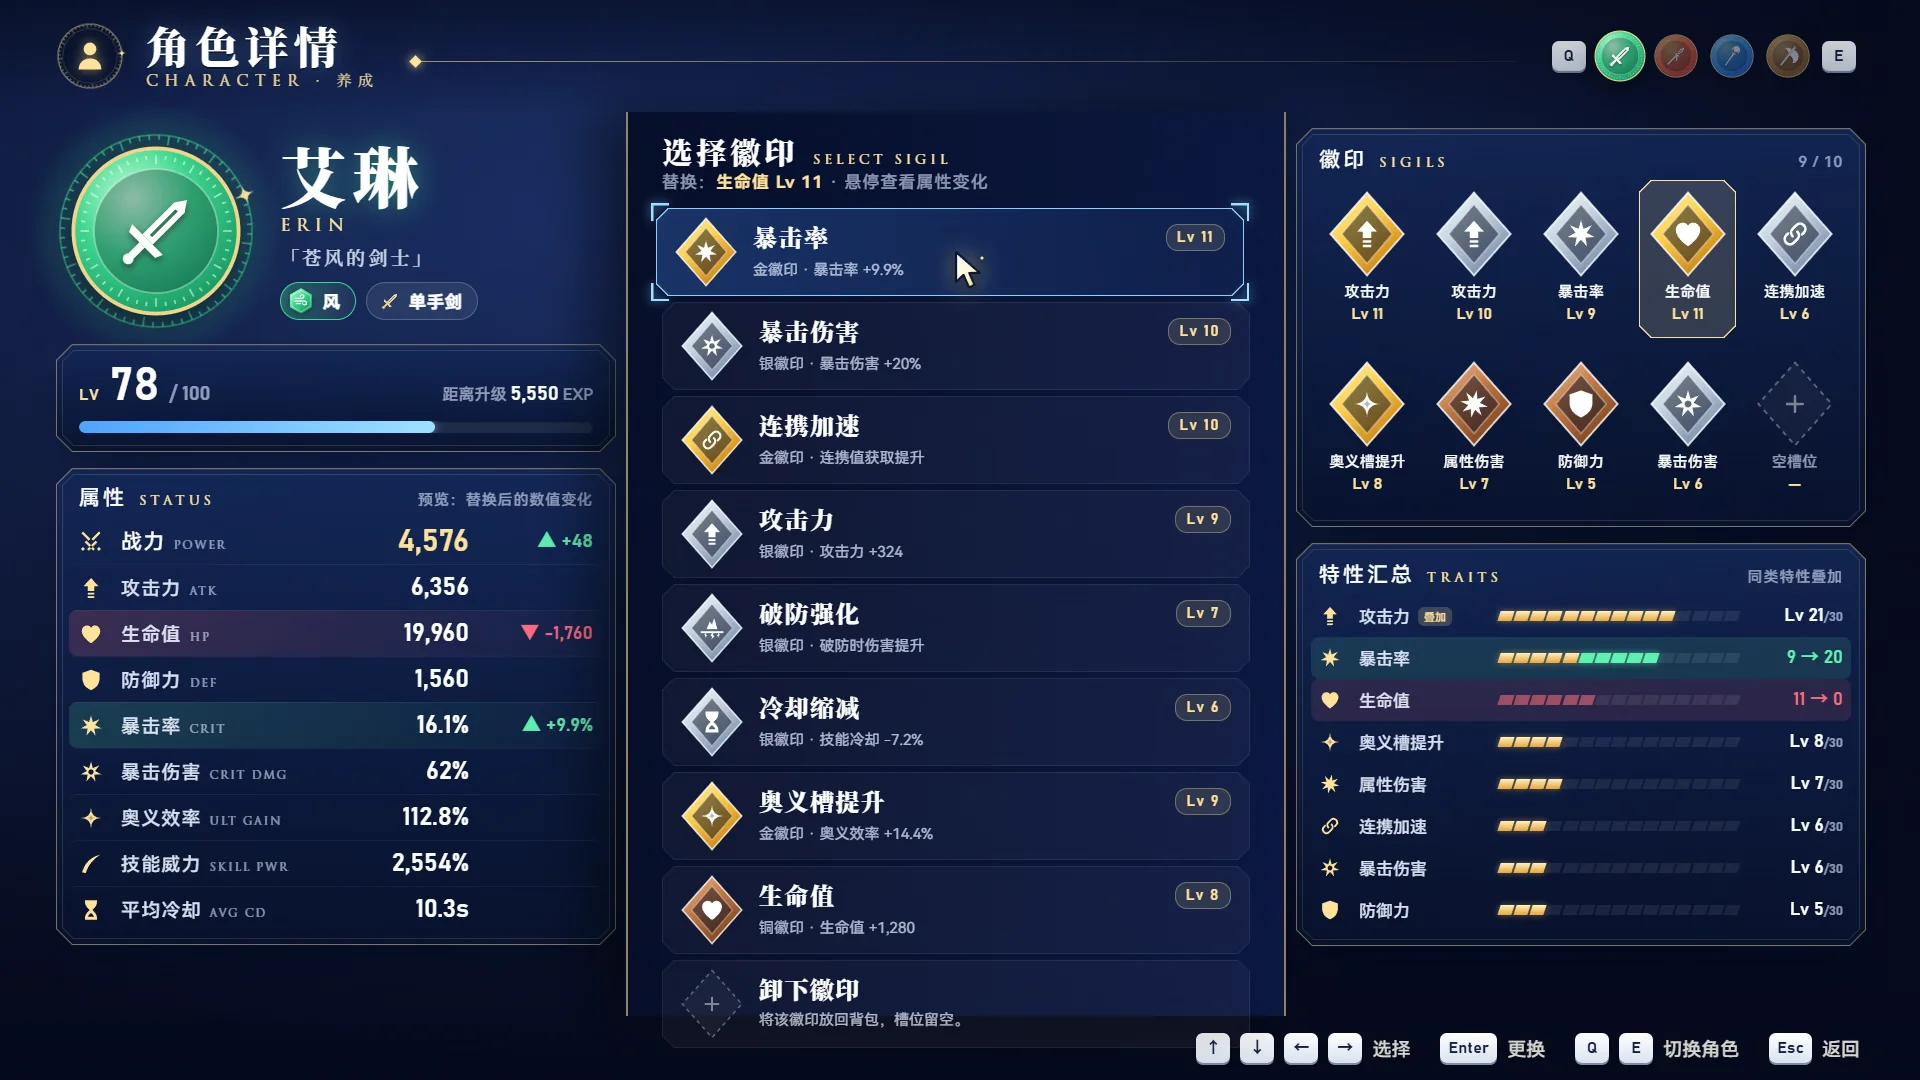 角色详情
CHARACTER · 养成
Q
E
艾琳
ERIN
「苍风的剑士」
风
单手剑
LV 78 /100
距离升级 5,550 EXP
属性 STATUS
预览：替换后的数值变化
战力 POWER 4,576 ▲ +48
攻击力 ATK 6,356
生命值 HP 19,960 ▼ -1,760
防御力 DEF 1,560
暴击率 CRIT 16.1% ▲ +9.9%
暴击伤害 CRIT DMG 62%
奥义效率 ULT GAIN 112.8%
技能威力 SKILL PWR 2,554%
平均冷却 AVG CD 10.3s
选择徽印 SELECT SIGIL
替换：生命值 Lv 11 · 悬停查看属性变化
暴击率 Lv 11
金徽印 · 暴击率 +9.9%
暴击伤害 Lv 10
银徽印 · 暴击伤害 +20%
连携加速 Lv 10
金徽印 · 连携值获取提升
攻击力 Lv 9
银徽印 · 攻击力 +324
破防强化 Lv 7
银徽印 · 破防时伤害提升
冷却缩减 Lv 6
银徽印 · 技能冷却 -7.2%
奥义槽提升 Lv 9
金徽印 · 奥义效率 +14.4%
生命值 Lv 8
铜徽印 · 生命值 +1,280
卸下徽印
将该徽印放回背包，槽位留空。
徽印 SIGILS 9 / 10
攻击力 攻击力 暴击率 生命值 连携加速
Lv 11 Lv 10 Lv 9 Lv 11 Lv 6
奥义槽提升 属性伤害 防御力 暴击伤害 空槽位
Lv 8 Lv 7 Lv 5 Lv 6 —
特性汇总 TRAITS 同类特性叠加
攻击力 叠加 Lv 21/30
暴击率 9 → 20
生命值 11 → 0
奥义槽提升 Lv 8/30
属性伤害 Lv 7/30
连携加速 Lv 6/30
暴击伤害 Lv 6/30
防御力 Lv 5/30
↑ ↓ ← → 选择 Enter 更换 Q E 切换角色 Esc 返回